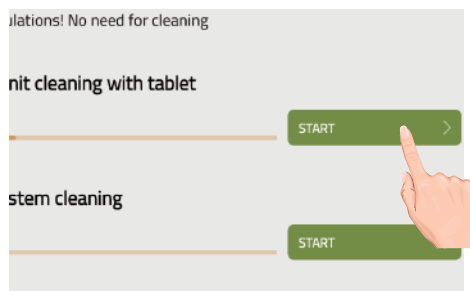 ulations! No need for cleaning
nit cleaning with tablet
START
stem cleaning
START